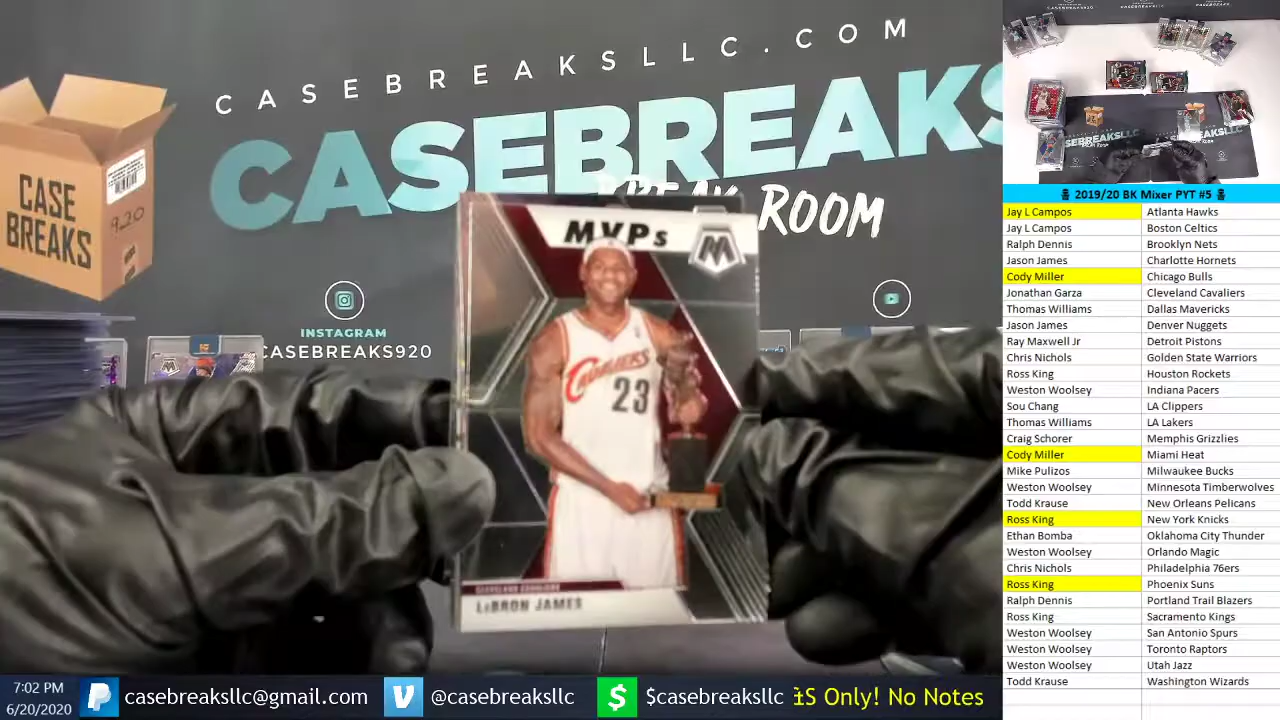 CASEBREAKSLLC.COM
CASEBREAKS
BREAK ROOM
CASE
BREAKS
920
INSTAGRAM
CASEBREAKS920
MVPs
M
CAVALIERS
23
CLEVELAND CAVALIERS
LeBRON JAMES
2019/20 BK Mixer PYT #5
Jay L Campos Atlanta Hawks
Jay L Campos Boston Celtics
Ralph Dennis Brooklyn Nets
Jason James Charlotte Hornets
Cody Miller Chicago Bulls
Jonathan Garza Cleveland Cavaliers
Thomas Williams Dallas Mavericks
Jason James Denver Nuggets
Ray Maxwell Jr Detroit Pistons
Chris Nichols Golden State Warriors
Ross King Houston Rockets
Weston Woolsey Indiana Pacers
Sou Chang LA Clippers
Thomas Williams LA Lakers
Craig Schorer Memphis Grizzlies
Cody Miller Miami Heat
Mike Pulizos Milwaukee Bucks
Weston Woolsey Minnesota Timberwolves
Todd Krause New Orleans Pelicans
Ross King New York Knicks
Ethan Bomba Oklahoma City Thunder
Weston Woolsey Orlando Magic
Chris Nichols Philadelphia 76ers
Ross King Phoenix Suns
Ralph Dennis Portland Trail Blazers
Ross King Sacramento Kings
Weston Woolsey San Antonio Spurs
Weston Woolsey Toronto Raptors
Weston Woolsey Utah Jazz
Todd Krause Washington Wizards
7:02 PM
6/20/2020
casebreaksllc@gmail.com
@casebreaksllc
$casebreaksllc
Only! No Notes